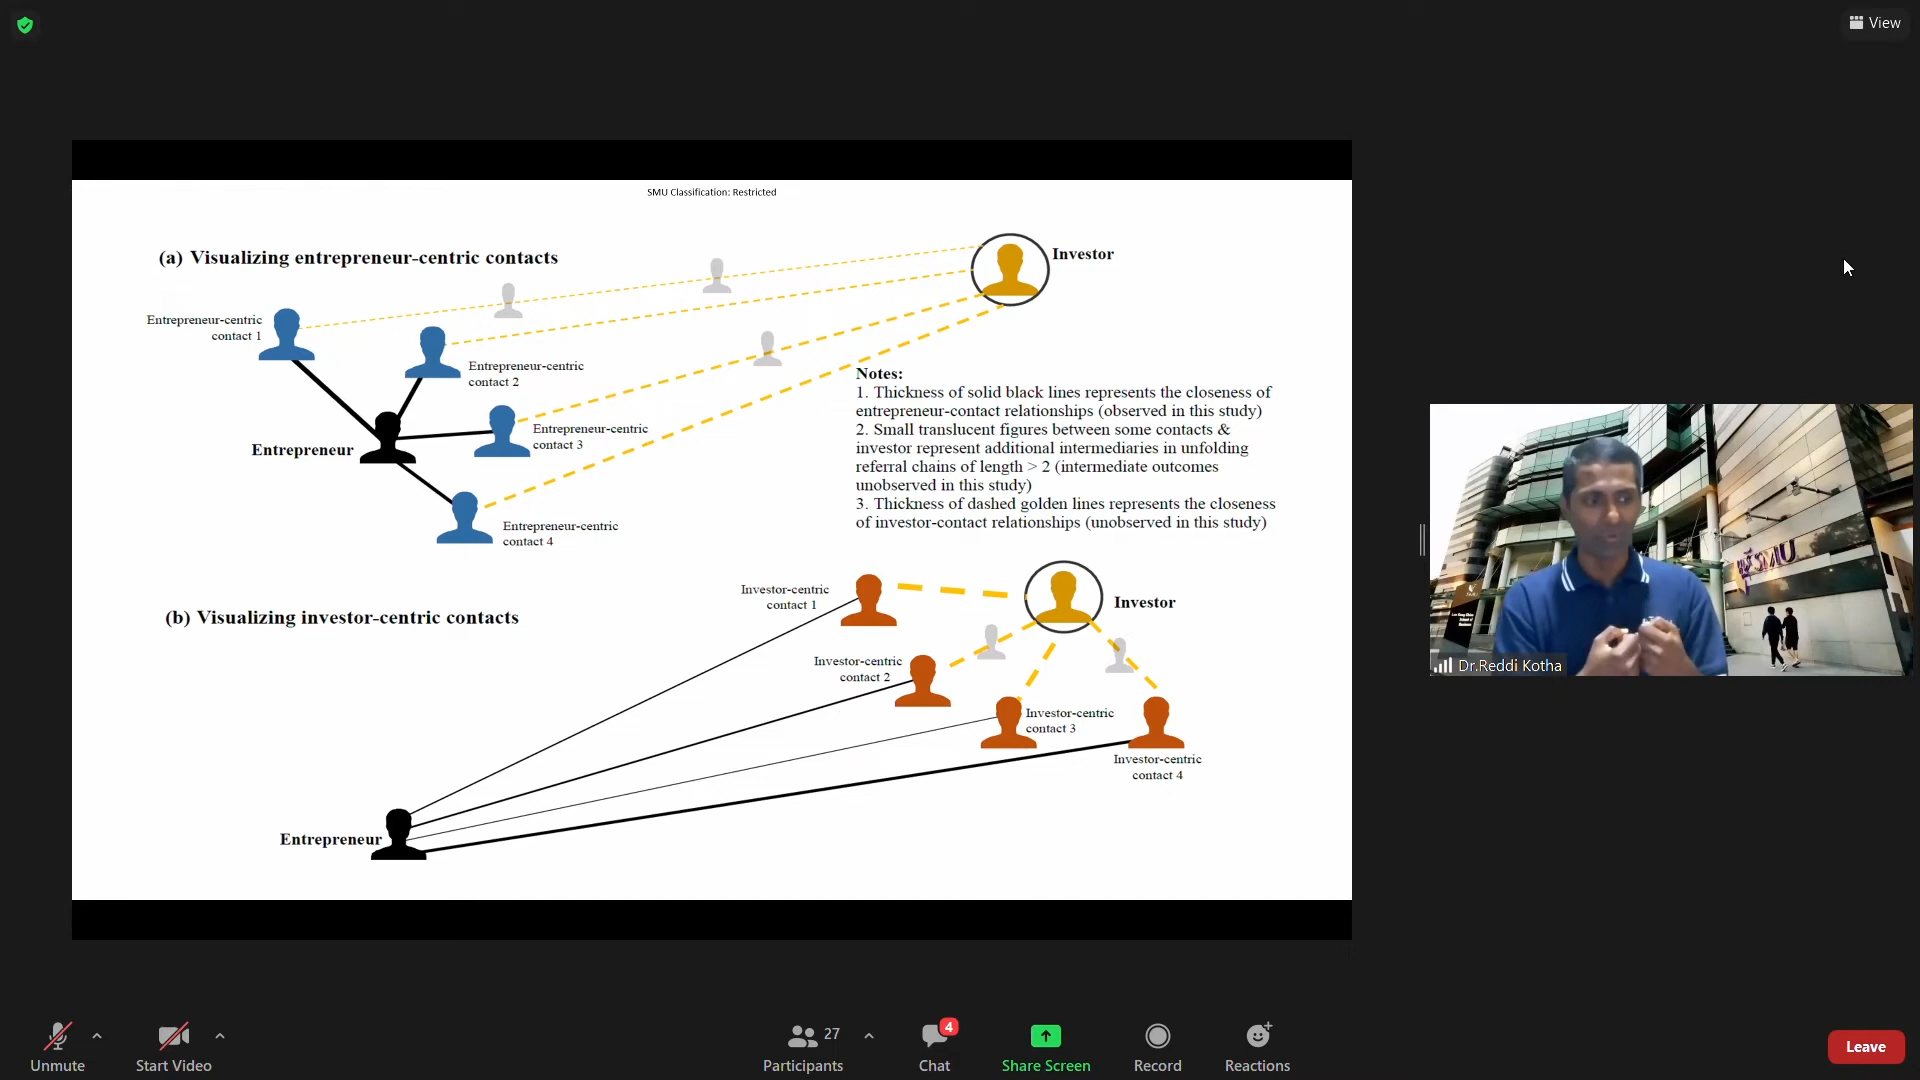 View
SMU Classification: Restricted
(a) Visualizing entrepreneur-centric contacts
Investor
Entrepreneur-centric
contact 1
Entrepreneur-centric
contact 2
Entrepreneur-centric
contact 3
Entrepreneur
Entrepreneur-centric
contact 4
Notes:
1. Thickness of solid black lines represents the closeness of
entrepreneur-contact relationships (observed in this study)
2. Small translucent figures between some contacts &
investor represent additional intermediaries in unfolding
referral chains of length > 2 (intermediate outcomes
unobserved in this study)
3. Thickness of dashed golden lines represents the closeness
of investor-contact relationships (unobserved in this study)
(b) Visualizing investor-centric contacts
Investor-centric
contact 1
Investor
Investor-centric
contact 2
Investor-centric
contact 3
Investor-centric
contact 4
Entrepreneur
SMU
Dr.Reddi Kotha
Unmute
Start Video
27
Participants
4
Chat
Share Screen
Record
Reactions
Leave